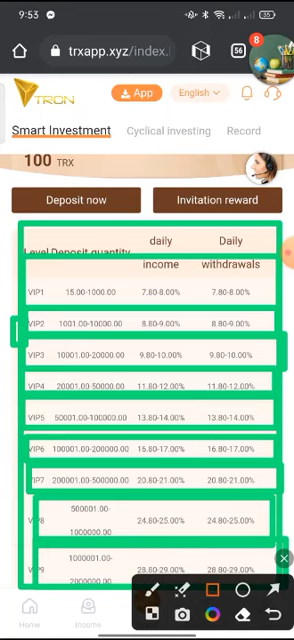 9:53
35
trxapp.xyz/index.
56
8
TRON
App
English
Smart Investment
Cyclical investing
Record
100 TRX
Deposit now
Invitation reward
Level Deposit quantity daily income Daily withdrawals
VIP1 15.00-1000.00 7.80-8.00% 7.80-8.00%
VIP2 1001.00-10000.00 8.80-9.00% 8.80-9.00%
VIP3 10001.00-20000.00 9.80-10.00% 9.80-10.00%
VIP4 20001.00-50000.00 11.80-12.00% 11.80-12.00%
VIP5 50001.00-100000.00 13.80-14.00% 13.80-14.00%
VIP6 100001.00-200000.00 16.80-17.00% 16.80-17.00%
VIP7 200001.00-500000.00 20.80-21.00% 20.80-21.00%
VIP8 500001.00-1000000.00 24.80-25.00% 24.80-25.00%
VIP9 1000001.00-2000000.00 28.80-29.00% 28.80-29.00%
Home
Income